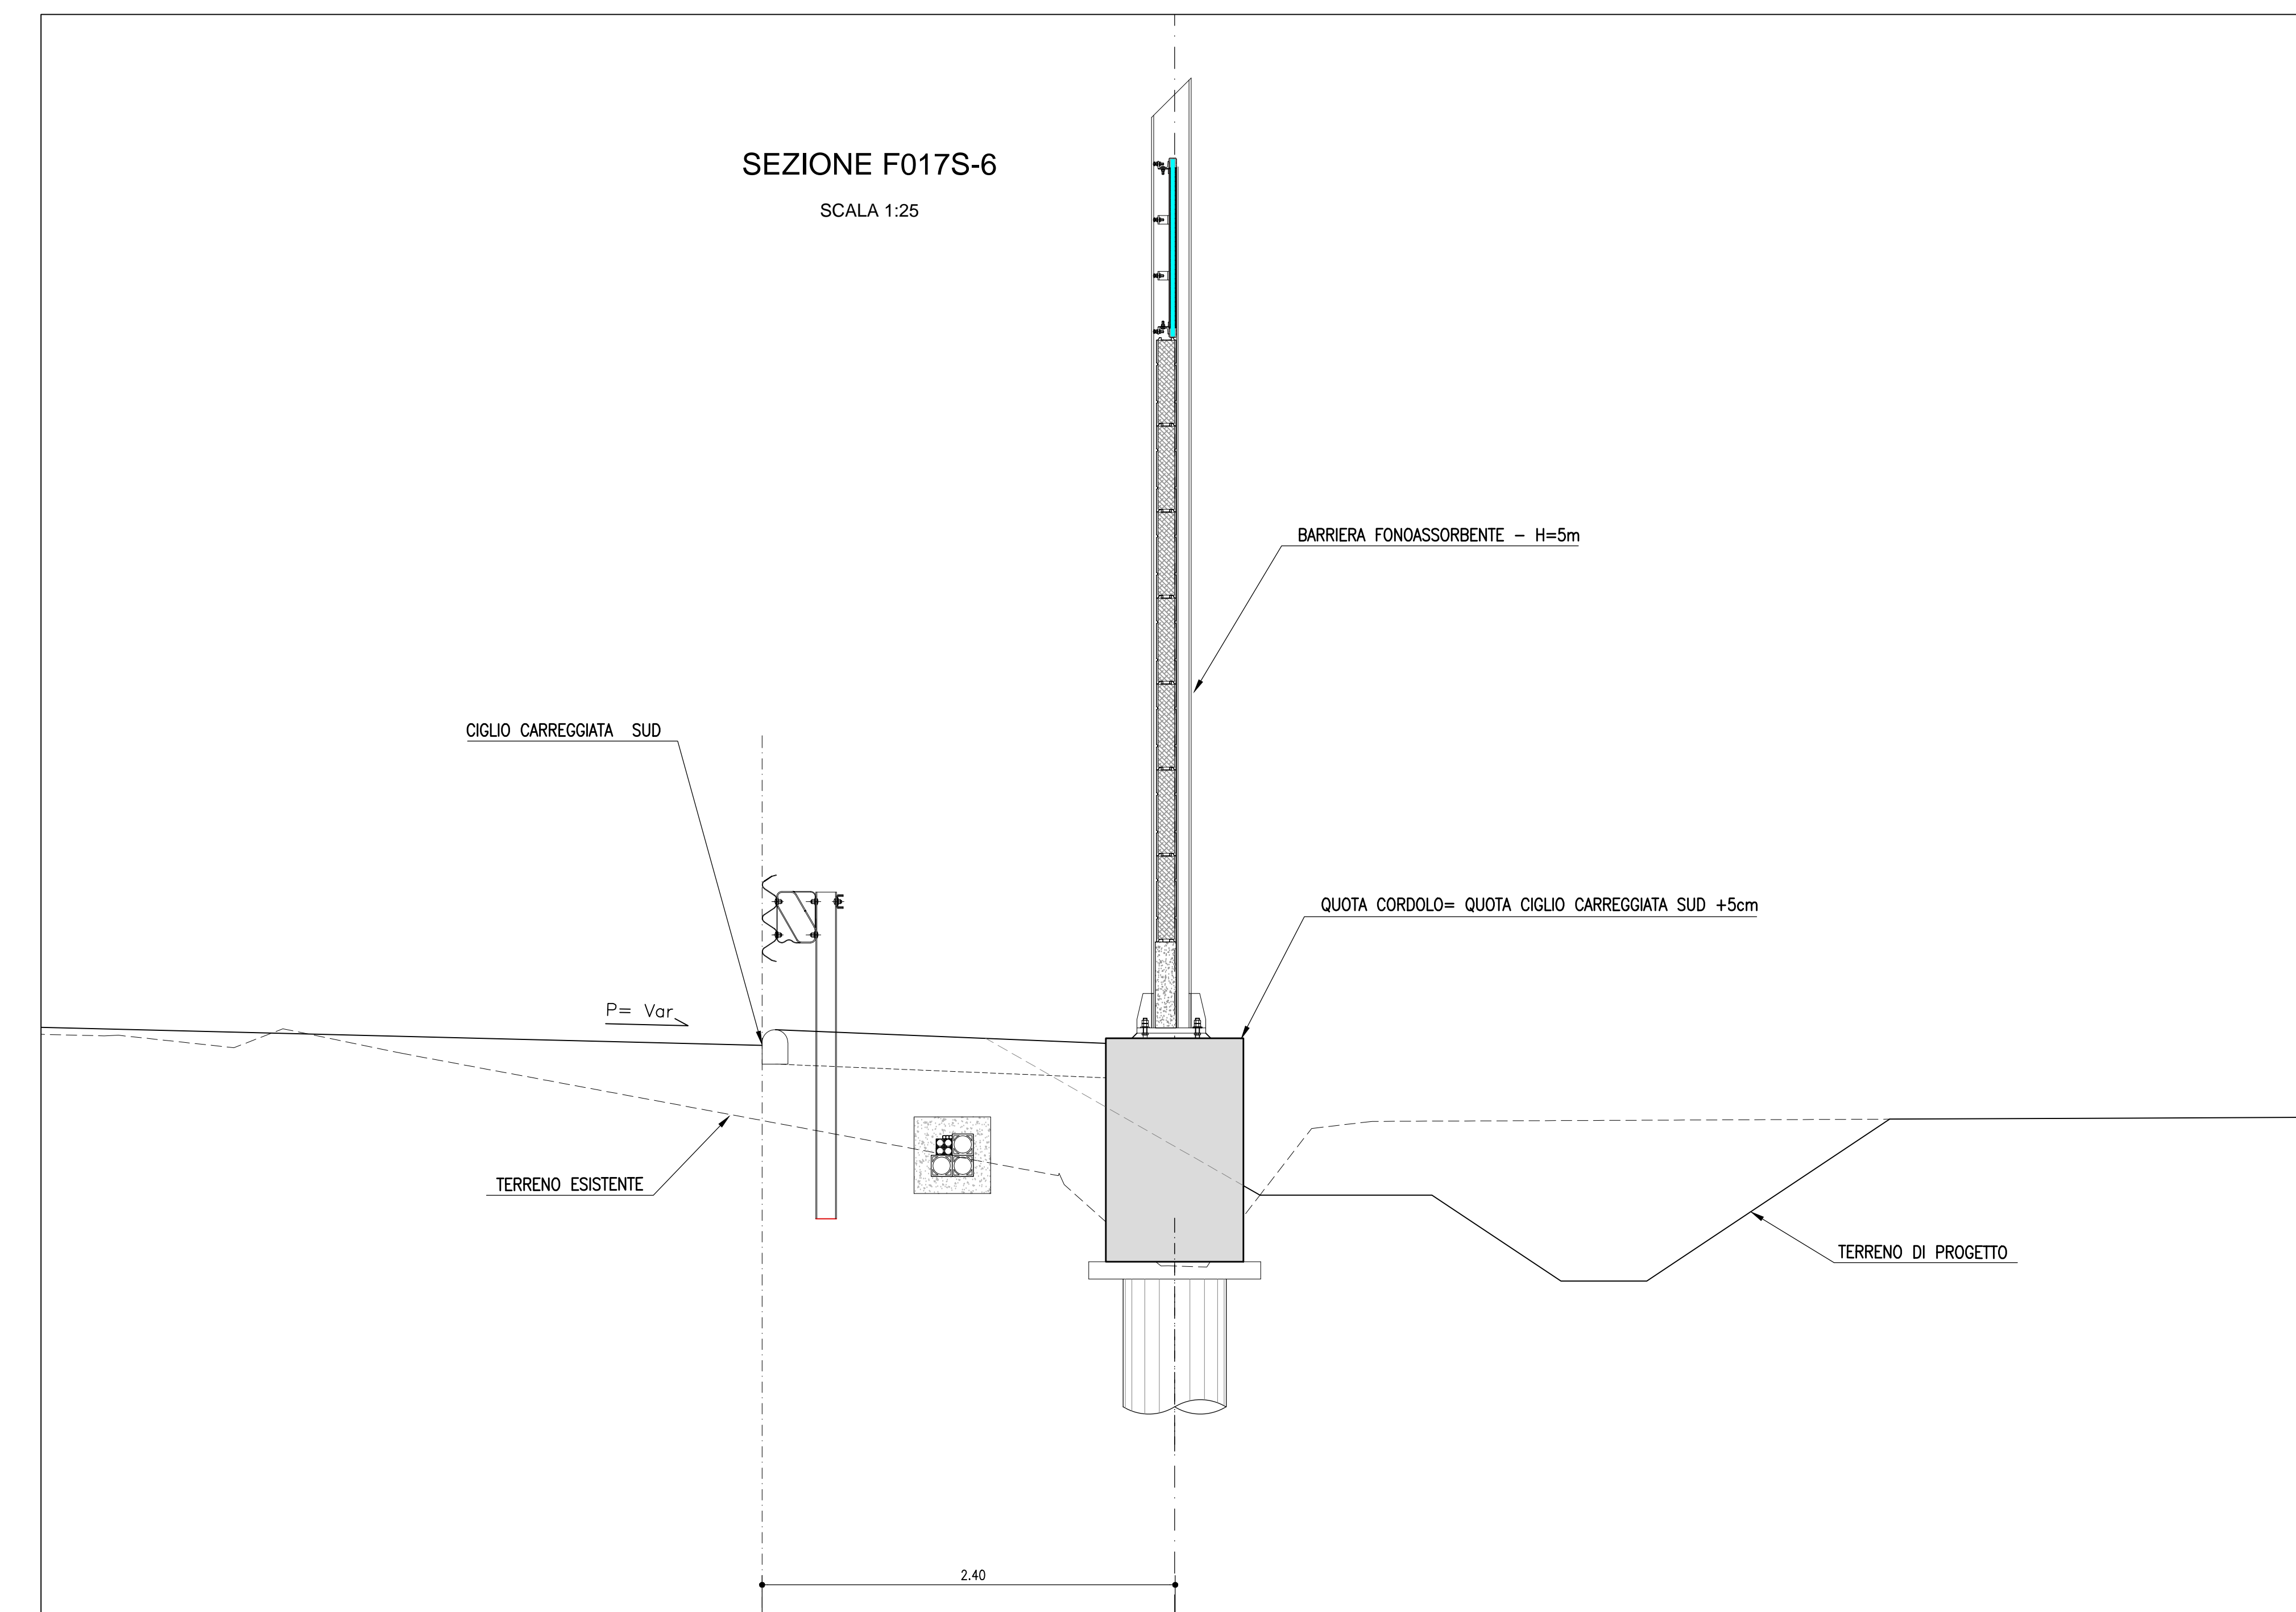 SEZIONE F017S-6
SCALA 1:25
BARRIERA FONOASSORBENTE - H=5m
CIGLIO CARREGGIATA SUD
QUOTA CORDOLO= QUOTA CIGLIO CARREGGIATA SUD +5cm
P= Var.
TERRENO ESISTENTE
TERRENO DI PROGETTO
2.40